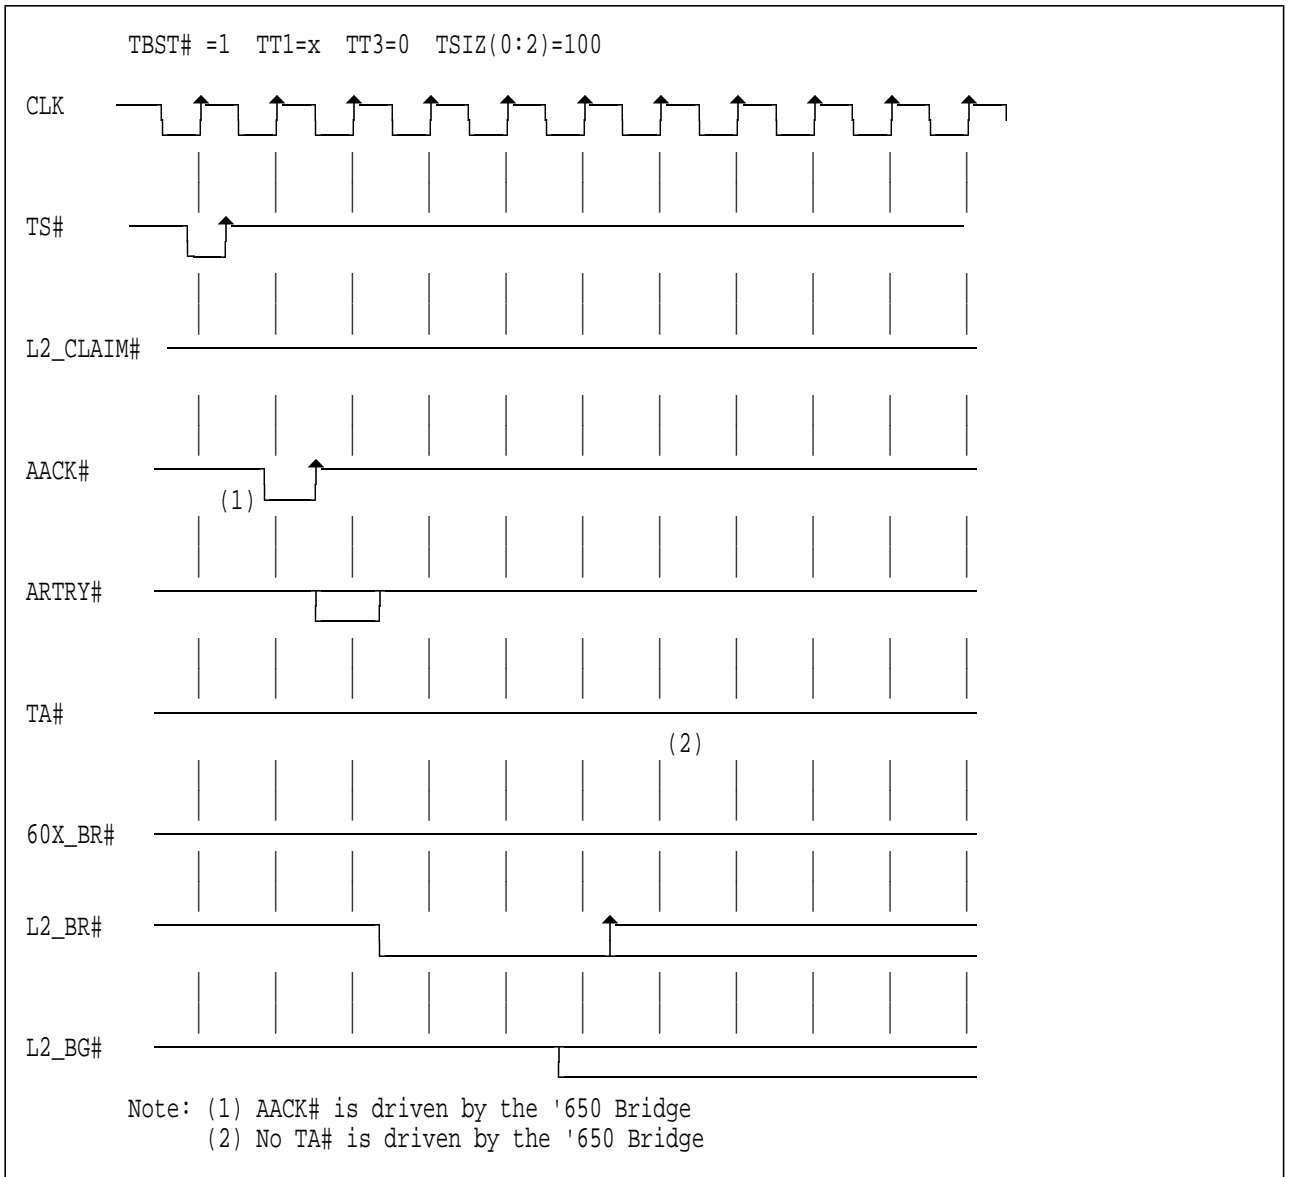 TBST# =1 TT1=x TT3=0 TSIZ(0:2)=100
CLK
TS#
L2_CLAIM#
AACK#
(1)
ARTRY#
TA#
(2)
60X_BR#
L2_BR#
L2_BG#
Note: (1) AACK# is driven by the '650 Bridge
(2) No TA# is driven by the '650 Bridge